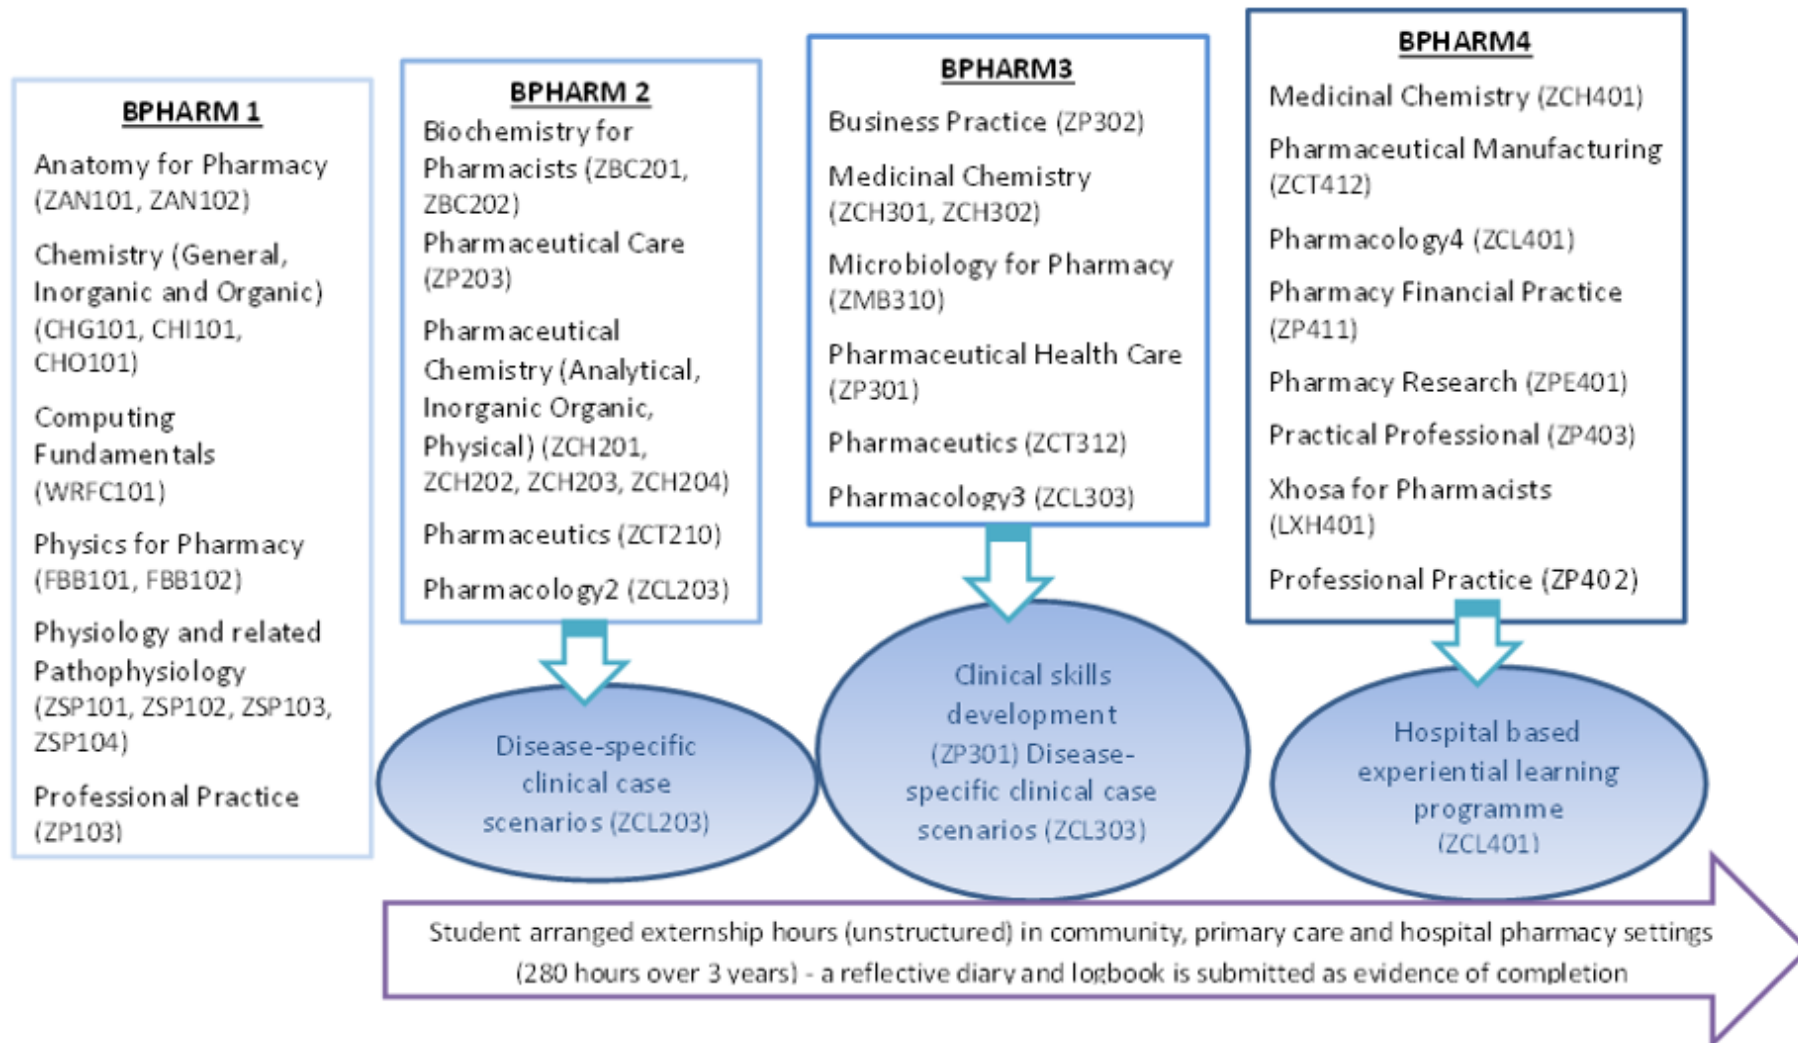 BPHARM 1
Anatomy for Pharmacy
(ZAN101, ZAN102)
Chemistry (General,
Inorganic and Organic)
(CHG101, CHI101,
CHO101)
Computing
Fundamentals
(WRFC101)
Physics for Pharmacy
(FBB101, FBB102)
Physiology and related
Pathophysiology
(ZSP101, ZSP102, ZSP103,
ZSP104)
Professional Practice
(ZP103)
BPHARM 2
Biochemistry for
Pharmacists (ZBC201,
ZBC202)
Pharmaceutical Care
(ZP203)
Pharmaceutical
Chemistry (Analytical,
Inorganic Organic,
Physical) (ZCH201,
ZCH202, ZCH203, ZCH204)
Pharmaceutics (ZCT210)
Pharmacology2 (ZCL203)
Disease-specific
clinical case
scenarios (ZCL203)
BPHARM3
Business Practice (ZP302)
Medicinal Chemistry
(ZCH301, ZCH302)
Microbiology for Pharmacy
(ZMB310)
Pharmaceutical Health Care
(ZP301)
Pharmaceutics (ZCT312)
Pharmacology3 (ZCL303)
Clinical skills
development
(ZP301) Disease-
specific clinical case
scenarios (ZCL303)
BPHARM4
Medicinal Chemistry (ZCH401)
Pharmaceutical Manufacturing
(ZCT412)
Pharmacology4 (ZCL401)
Pharmacy Financial Practice
(ZP411)
Pharmacy Research (ZPE401)
Practical Professional (ZP403)
Xhosa for Pharmacists
(LXH401)
Professional Practice (ZP402)
Hospital based
experiential learning
programme
(ZCL401)
Student arranged externship hours (unstructured) in community, primary care and hospital pharmacy settings
(280 hours over 3 years) - a reflective diary and logbook is submitted as evidence of completion